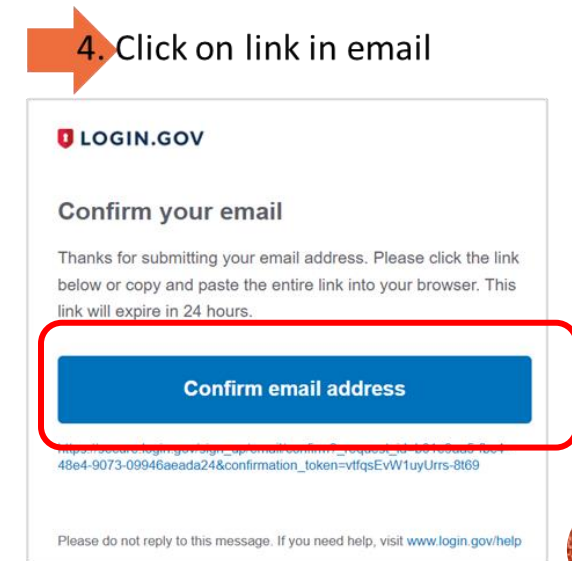 4. Click on link in email
LOGIN.GOV
Confirm your email
Thanks for submitting your email address. Please click the link
below or copy and paste the entire link into your browser. This
link will expire in 24 hours.
Confirm email address
48e4-9073-09946aeada24&confirmation_token=vtfqsEvW1uyUrrs-8t69
Please do not reply to this message. If you need help, visit www.login.gov/help